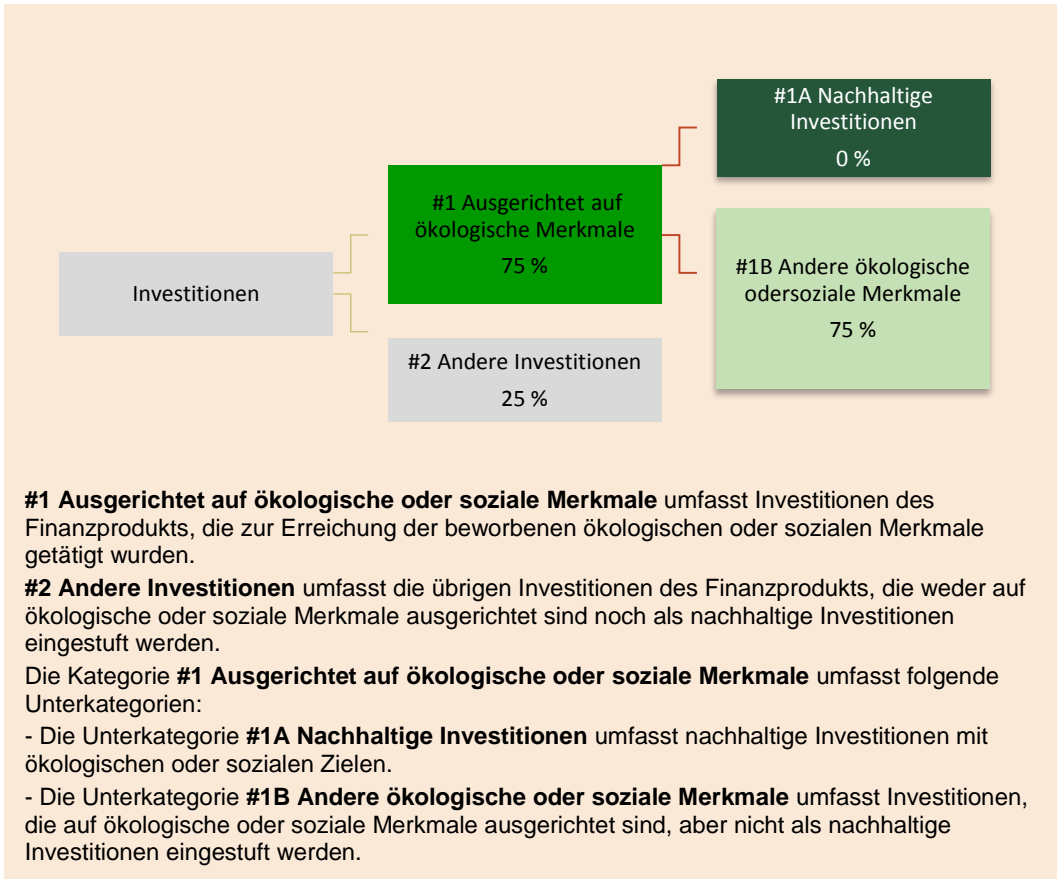 #1A Nachhaltige
Investitionen
0 %
#1 Ausgerichtet auf
ökologische Merkmale
75 %
#1B Andere ökologische
odersoziale Merkmale
75 %
Investitionen
#2 Andere Investitionen
25 %
#1 Ausgerichtet auf ökologische oder soziale Merkmale umfasst Investitionen des
Finanzprodukts, die zur Erreichung der beworbenen ökologischen oder sozialen Merkmale
getätigt wurden.
#2 Andere Investitionen umfasst die übrigen Investitionen des Finanzprodukts, die weder auf
ökologische oder soziale Merkmale ausgerichtet sind noch als nachhaltige Investitionen
eingestuft werden.
Die Kategorie #1 Ausgerichtet auf ökologische oder soziale Merkmale umfasst folgende
Unterkategorien:
- Die Unterkategorie #1A Nachhaltige Investitionen umfasst nachhaltige Investitionen mit
ökologischen oder sozialen Zielen.
- Die Unterkategorie #1B Andere ökologische oder soziale Merkmale umfasst Investitionen,
die auf ökologische oder soziale Merkmale ausgerichtet sind, aber nicht als nachhaltige
Investitionen eingestuft werden.